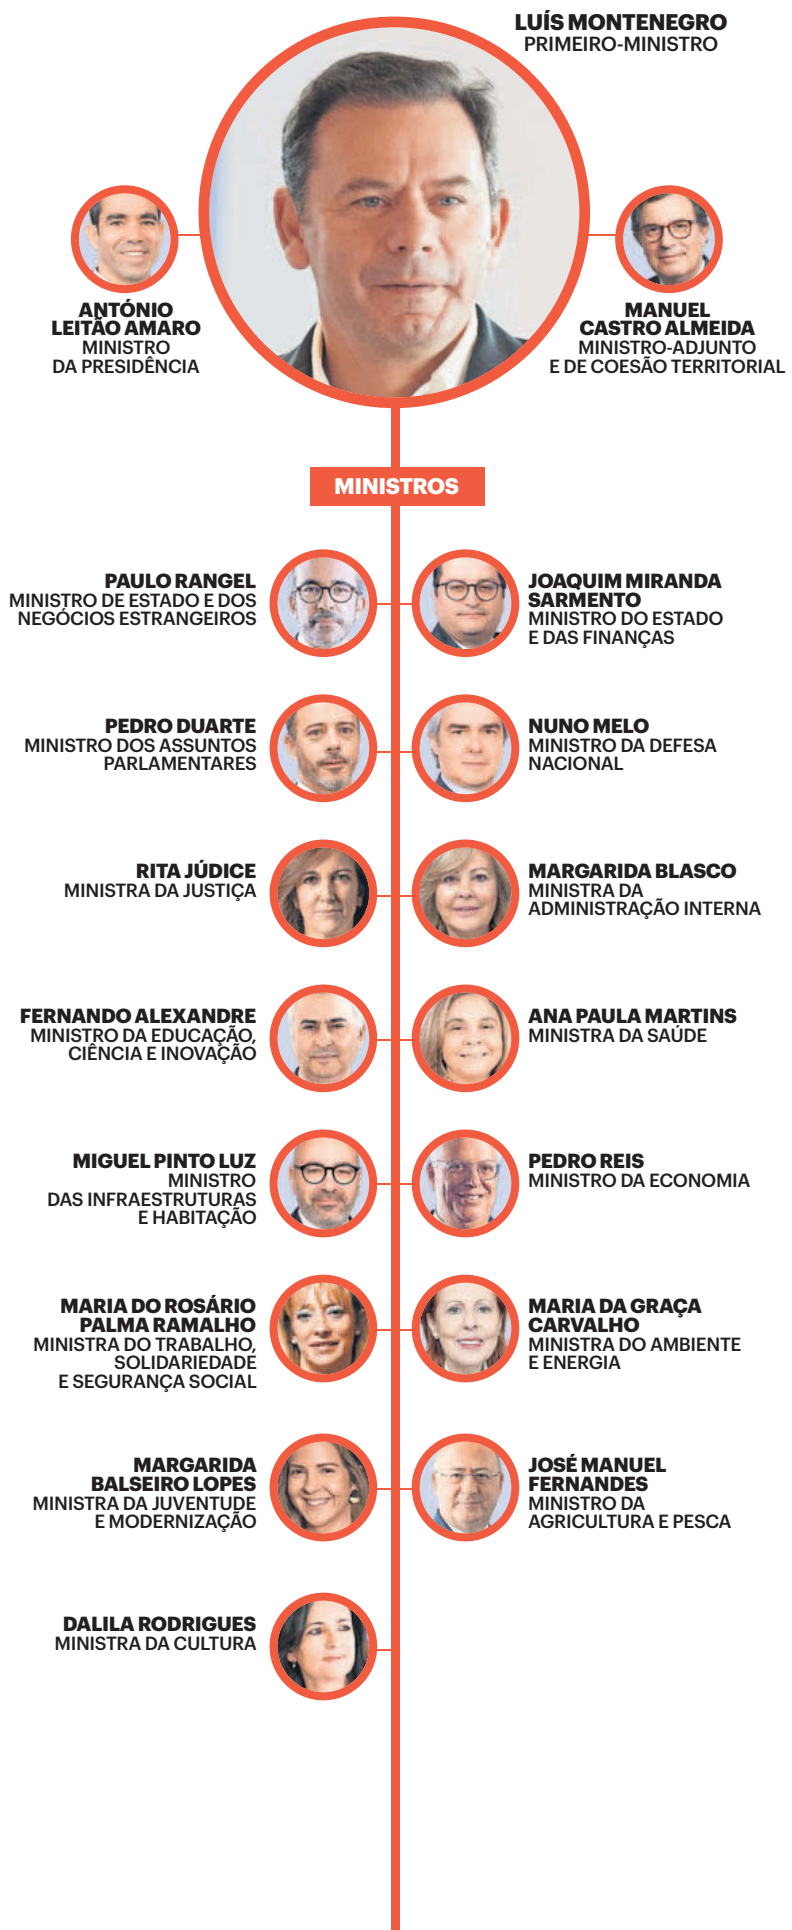 LUÍS MONTENEGRO
PRIMEIRO-MINISTRO
ANTÓNIO
LEITÃO AMARO
MINISTRO
DA PRESIDÊNCIA
MANUEL
CASTRO ALMEIDA
MINISTRO-ADJUNTO
E DE COESÃO TERRITORIAL
MINISTROS
PAULO RANGEL
MINISTRO DE ESTADO E DOS
NEGÓCIOS ESTRANGEIROS
JOAQUIM MIRANDA
SARMENTO
MINISTRO DO ESTADO
E DAS FINANÇAS
PEDRO DUARTE
MINISTRO DOS ASSUNTOS
PARLAMENTARES
NUNO MELO
MINISTRO DA DEFESA
NACIONAL
RITA JÚDICE
MINISTRA DA JUSTIÇA
MARGARIDA BLASCO
MINISTRA DA
ADMINISTRAÇÃO INTERNA
FERNANDO ALEXANDRE
MINISTRO DA EDUCAÇÃO,
CIÊNCIA E INOVAÇÃO
ANA PAULA MARTINS
MINISTRA DA SAÚDE
MIGUEL PINTO LUZ
MINISTRO
DAS INFRAESTRUTURAS
E HABITAÇÃO
PEDRO REIS
MINISTRO DA ECONOMIA
MARIA DO ROSÁRIO
PALMA RAMALHO
MINISTRA DO TRABALHO,
SOLIDARIEDADE
E SEGURANÇA SOCIAL
MARIA DA GRAÇA
CARVALHO
MINISTRA DO AMBIENTE
E ENERGIA
MARGARIDA
BALSEIRO LOPES
MINISTRA DA JUVENTUDE
E MODERNIZAÇÃO
JOSÉ MANUEL
FERNANDES
MINISTRO DA
AGRICULTURA E PESCA
DALILA RODRIGUES
MINISTRA DA CULTURA